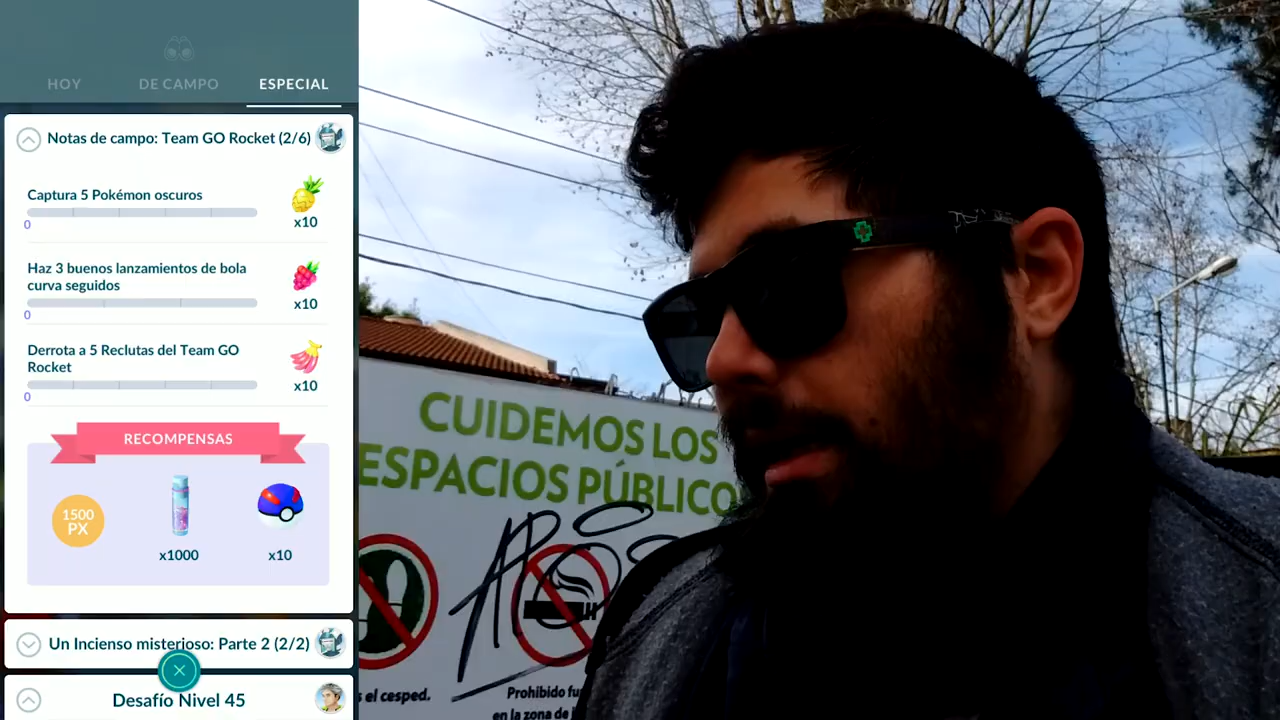 HOY
DE CAMPO
ESPECIAL
Notas de campo: Team GO Rocket (2/6)
Captura 5 Pokémon oscuros
x10
0
Haz 3 buenos lanzamientos de bola
curva seguidos
x10
0
Derrota a 5 Reclutas del Team GO
Rocket
x10
0
RECOMPENSAS
1500
PX
x1000
x10
Un Incienso misterioso: Parte 2 (2/2)
Desafío Nivel 45
CUIDEMOS LOS
ESPACIOS PÚBLICO
el cesped.
Prohibido
en la zona de